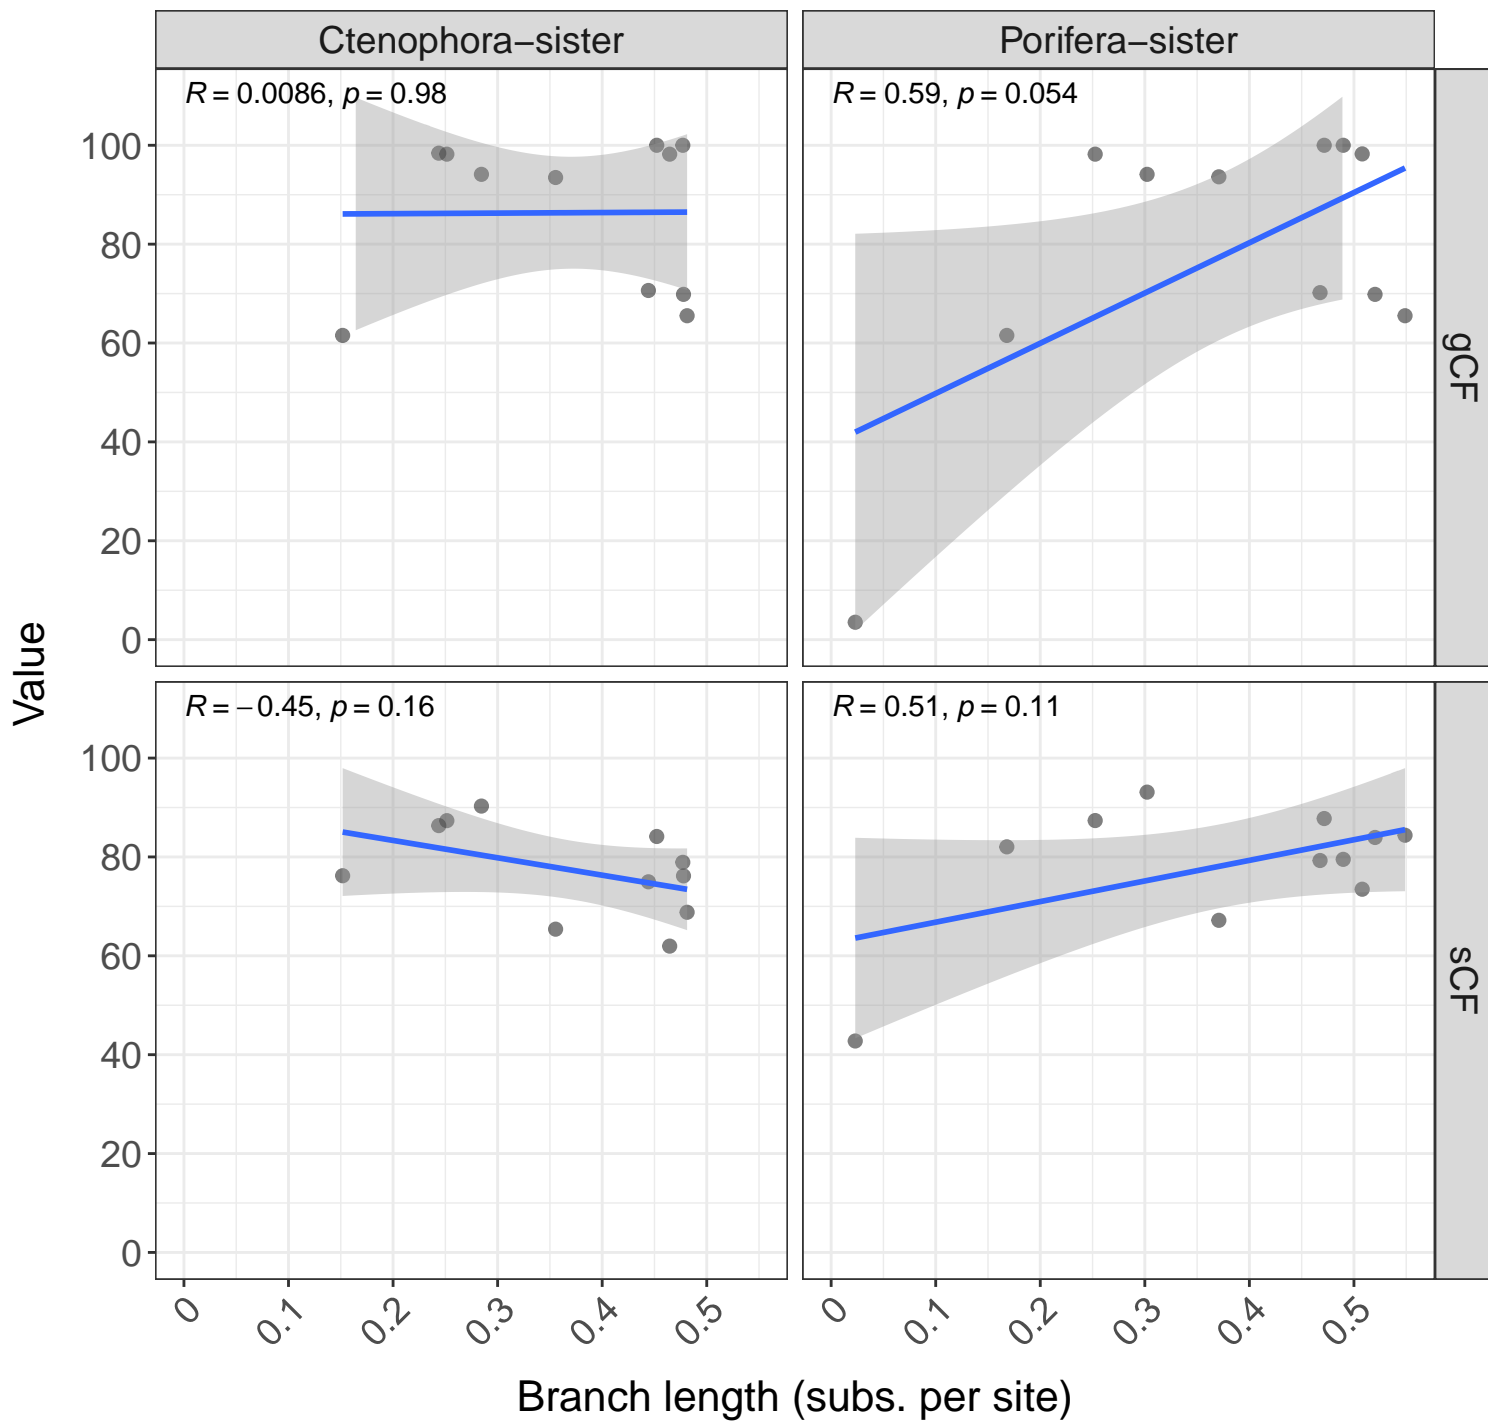 Ctenophora−sister
Porifera−sister
R = 0.0086, p = 0.98
R = 0.59, p = 0.054
100
80
60
40
20
0
gCF
Value
R = −0.45, p = 0.16
R = 0.51, p = 0.11
100
80
60
40
20
0
sCF
0 0.1 0.2 0.3 0.4 0.5
0 0.1 0.2 0.3 0.4 0.5
Branch length (subs. per site)